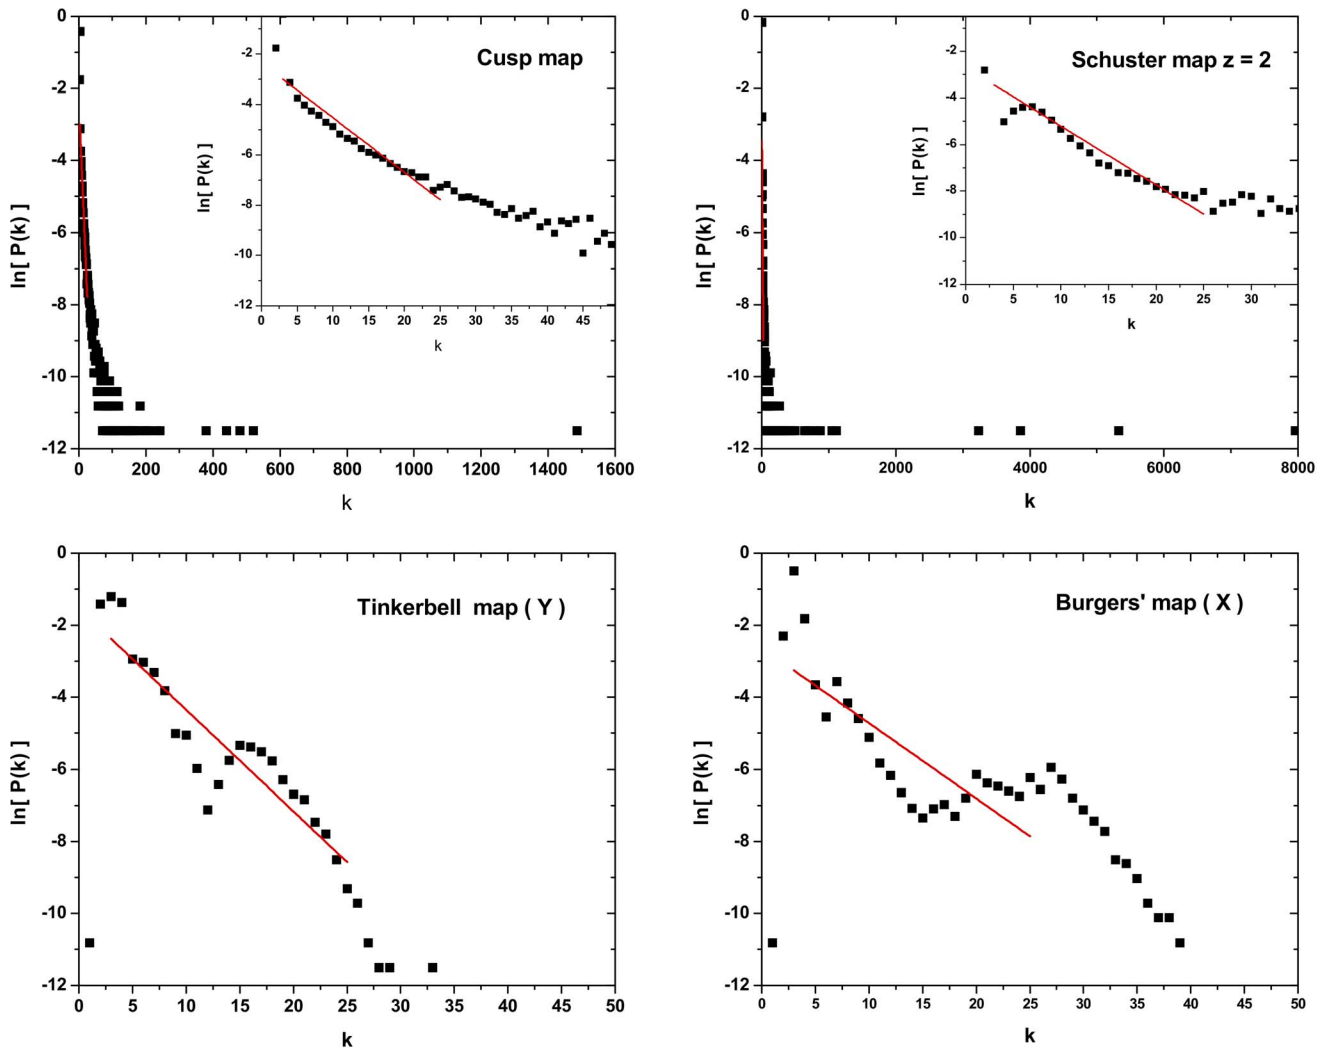 Cusp map
ln[ P(k) ]
0
-2
-4
-6
-8
-10
-12
0 200 400 600 800 1000 1200 1400 1600
k
ln[ P(k) ]
-2
-4
-6
-8
-10
-12
0 5 10 15 20 25 30 35 40 45
k
Schuster map z = 2
ln[ P(k) ]
0
-2
-4
-6
-8
-10
-12
0 2000 4000 6000 8000
k
ln[ P(k) ]
-2
-4
-6
-8
-10
-12
0 5 10 15 20 25 30
k
Tinkerbell map ( Y )
ln[ P(k) ]
0
-2
-4
-6
-8
-10
-12
0 5 10 15 20 25 30 35 40 45 50
k
Burgers' map ( X )
ln[ P(k) ]
0
-2
-4
-6
-8
-10
-12
0 5 10 15 20 25 30 35 40 45 50
k